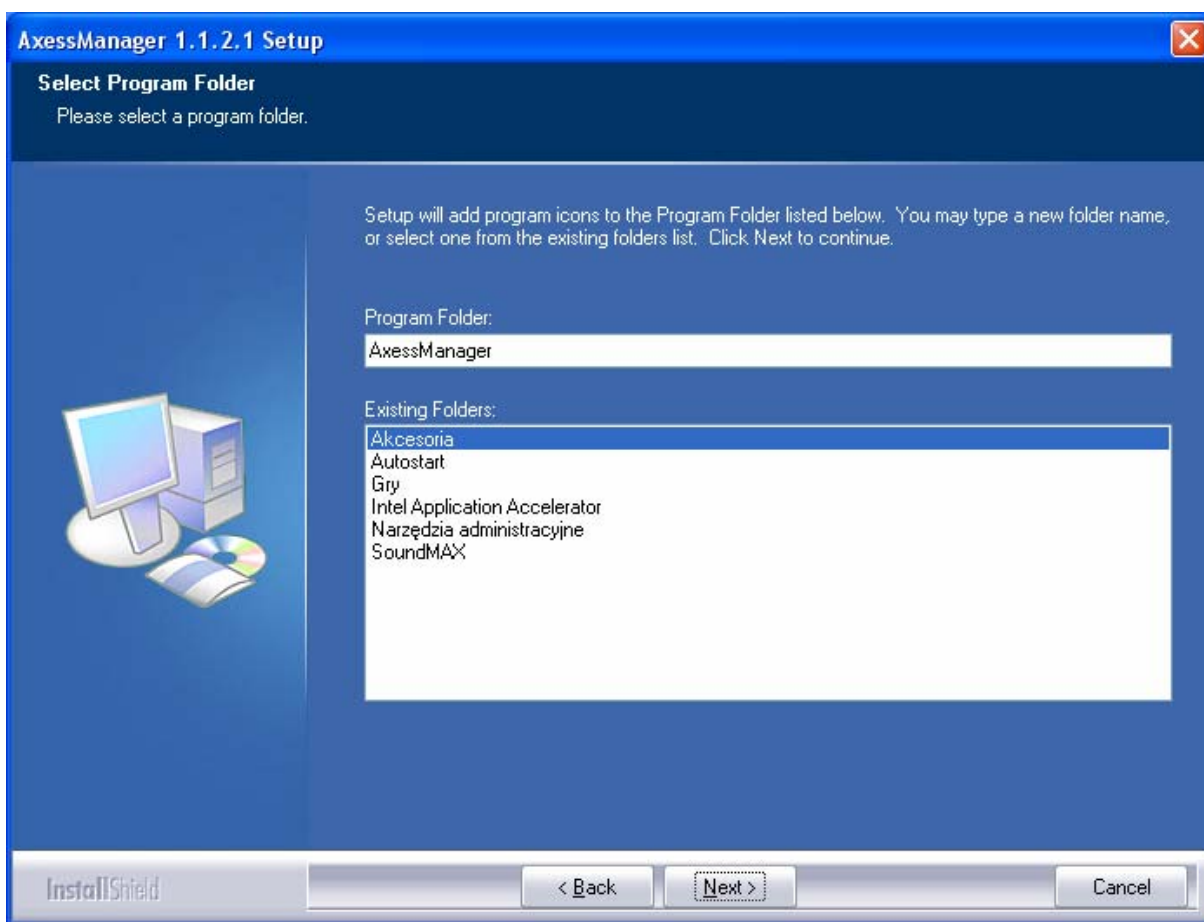 AxessManager 1.1.2.1 Setup
Select Program Folder
Please select a program folder.
Setup will add program icons to the Program Folder listed below.  You may type a new folder name,
or select one from the existing folders list.  Click Next to continue.
Program Folder:
AxessManager
Existing Folders:
Akcesoria
Autostart
Gry
Intel Application Accelerator
Narzędzia administracyjne
SoundMAX
InstallShield
< Back
Next >
Cancel